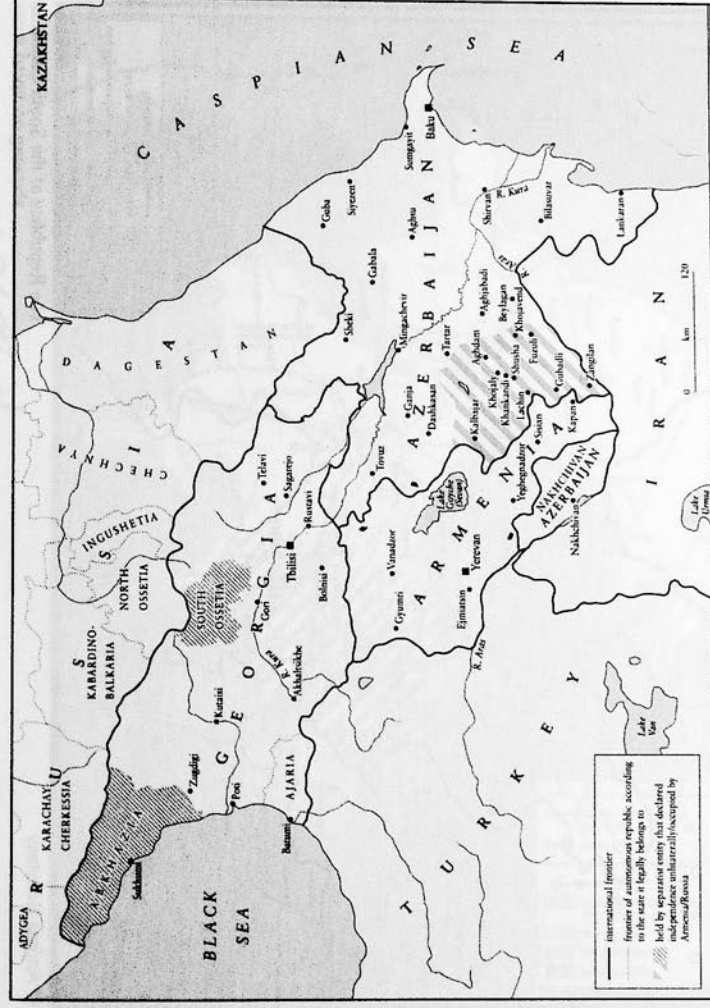 KAZAKHSTAN
ADYGEA
KARACHAY-
CHERKESSIA
KABARDINO-
BALKARIA
NORTH
OSSETIA
INGUSHETIA
CHECHNYA
DAGESTAN
RUSSIA
CASPIAN SEA
BLACK
SEA
ABKHAZIA
Sukhumi
Zugdigi
Poti
Kutaisi
SOUTH
OSSETIA
GEORGIA
Gori
R. Kura
Akhaltsikhe
AJARIA
Batumi
Tbilisi
Bolnisi
Rustavi
Telavi
Sagarejo
Sheki
Guba
Siyezen
Gabala
Aghsu
Sumgayit
Baku
AZERBAIJAN
Mingachevir
Tovuz
Ganja
Dashkasan
Tartar
Kalbajar
Aghdam
Aghjabadi
Khojaly
Khankandi
Shusha
Khojavend
Beylagan
Lachin
Fuzuli
Gubadli
Zangilan
Shirvan
R. Kura
R. Aras
Bilasuvar
Lankaran
ARMENIA
Lake
Goyche
(Sevan)
Gyumri
Vanadzor
Yerevan
Ejmiatsin
Yeghegnadzor
Sisian
Kapan
NAKHCHIVAN
AZERBAIJAN
Nakhchivan
R. Aras
TURKEY
Lake
Van
IRAN
Lake
Urmia
0 km 120
international frontier
frontier of autonomous republic according
to the state it legally belongs to
held by separatist entity that declared
independence unilaterally/occupied by
Armenia/Russia